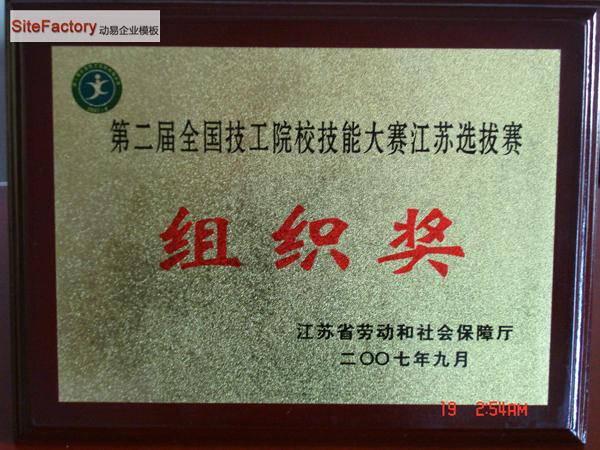 SiteFactory 动易企业模板
第二届全国技工院校技能大赛江苏选拔赛
组织奖
江苏省劳动和社会保障厅
二〇〇七年九月
19 2:54AM